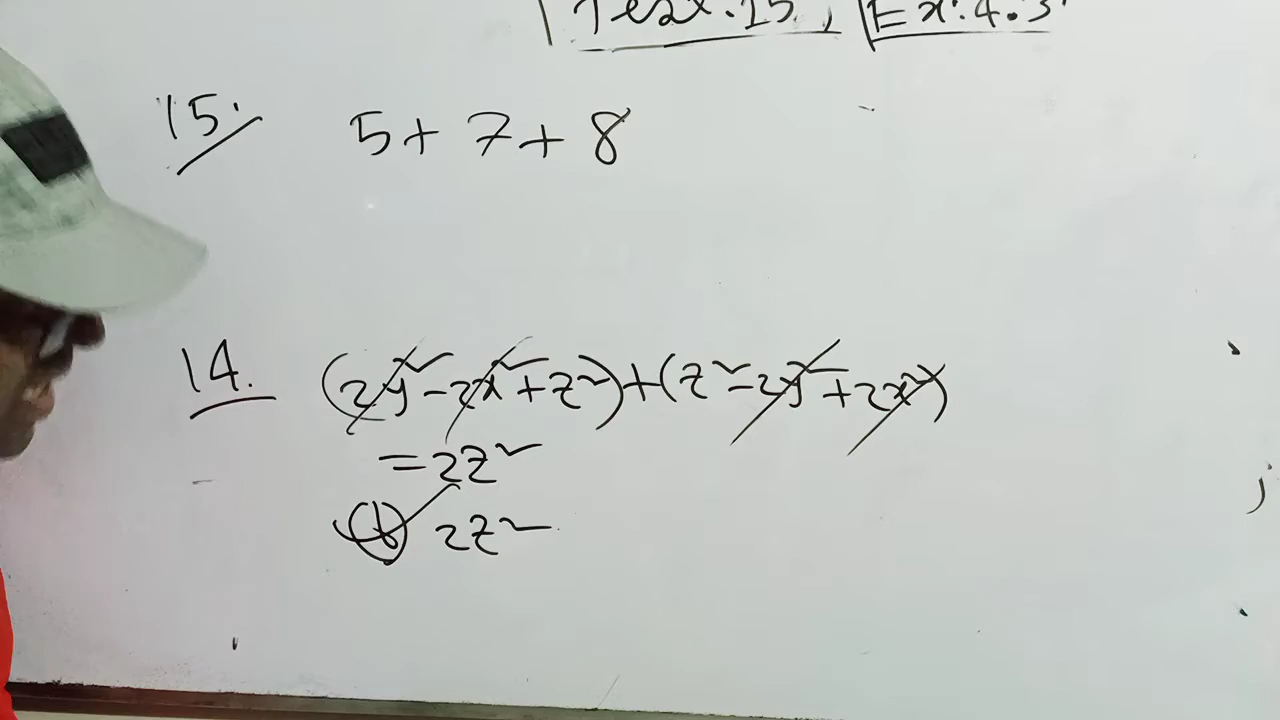 Ex. 4.3
15. 5 + 7 + 8
14. (2y² - 2x² + z²) + (z² - 2y² + 2x²)
= 2z²
2z²